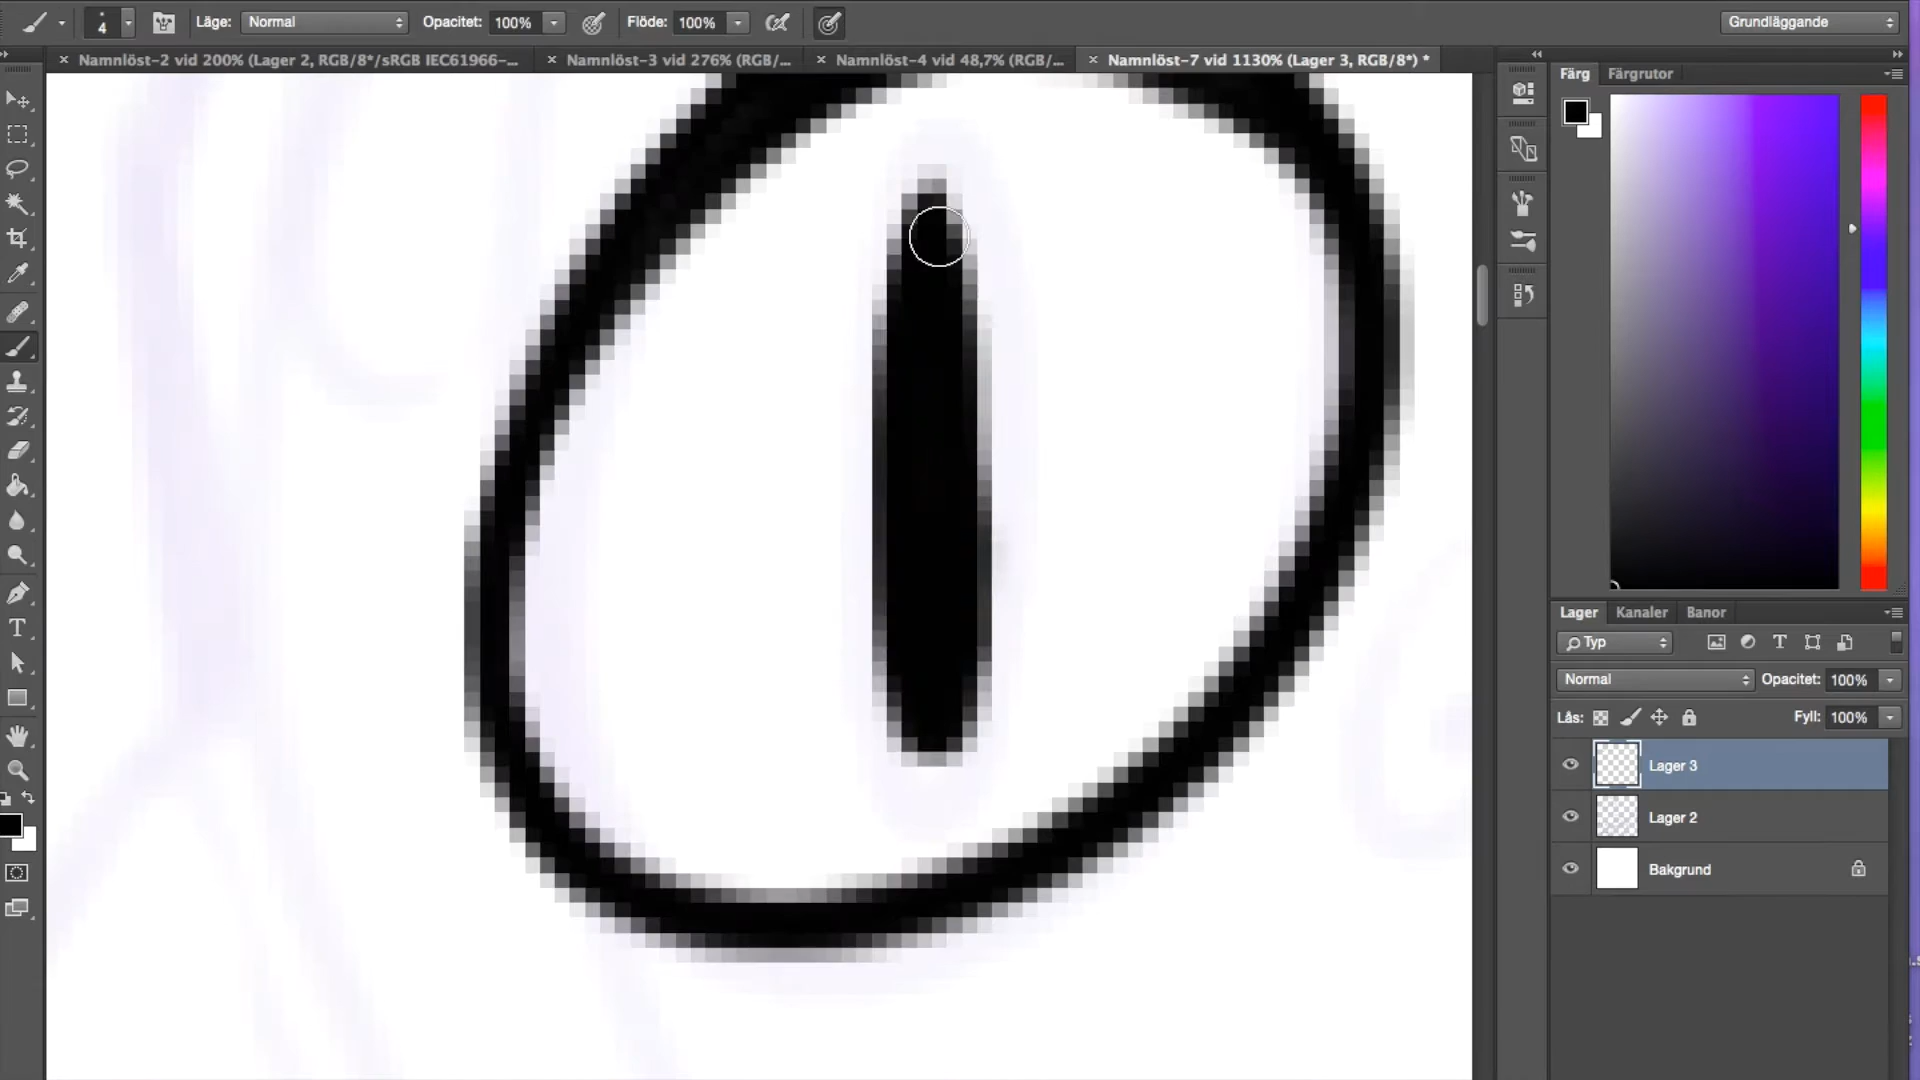 4 Läge: Normal Opacitet: 100% Flöde: 100% Grundläggande
Namnlöst-2 vid 200% (Lager 2, RGB/8*/sRGB IEC61966-... Namnlöst-3 vid 276% (RGB/... Namnlöst-4 vid 48,7% (RGB/... Namnlöst-7 vid 1130% (Lager 3, RGB/8*) *
Färg Färgrutor
Lager Kanaler Banor
Typ
Normal Opacitet: 100%
Lås: Fyll: 100%
Lager 3
Lager 2
Bakgrund